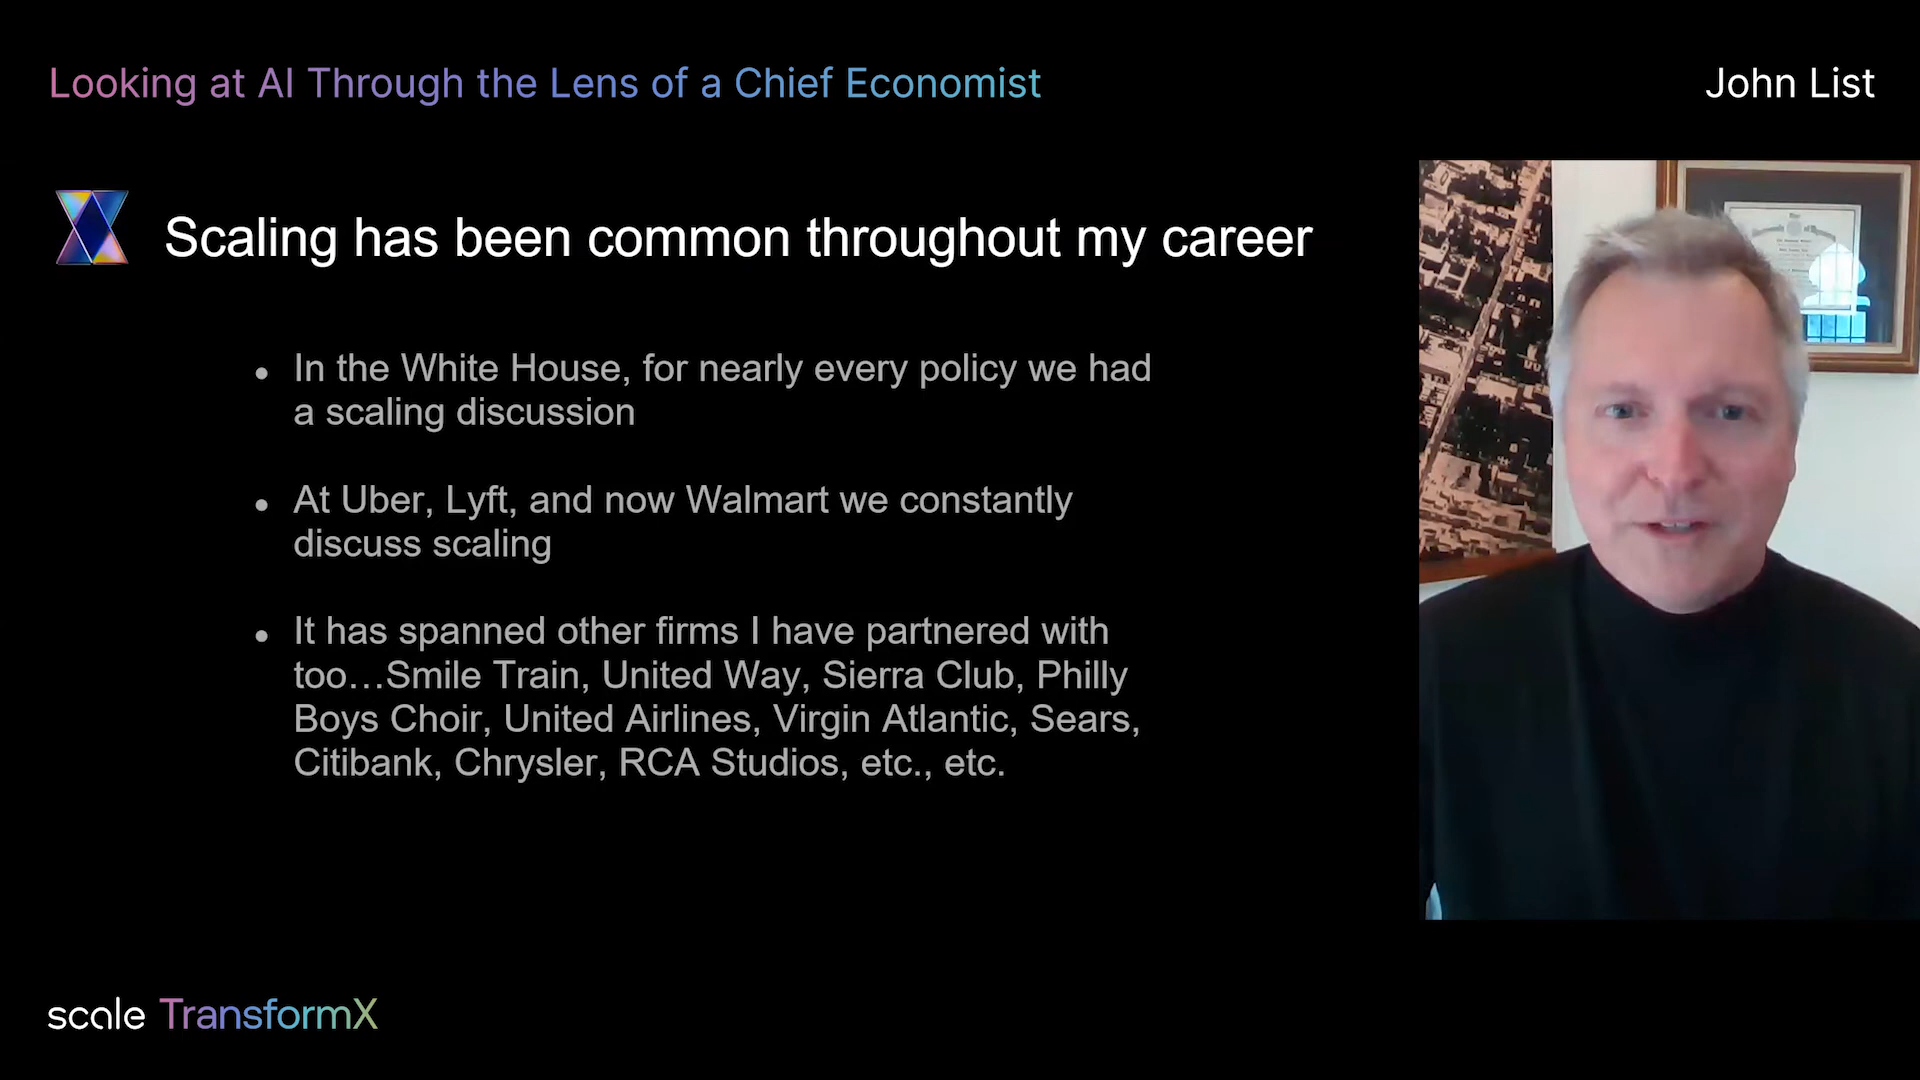 Looking at AI Through the Lens of a Chief Economist
John List
Scaling has been common throughout my career
• In the White House, for nearly every policy we had
a scaling discussion
• At Uber, Lyft, and now Walmart we constantly
discuss scaling
• It has spanned other firms I have partnered with
too…Smile Train, United Way, Sierra Club, Philly
Boys Choir, United Airlines, Virgin Atlantic, Sears,
Citibank, Chrysler, RCA Studios, etc., etc.
scale TransformX